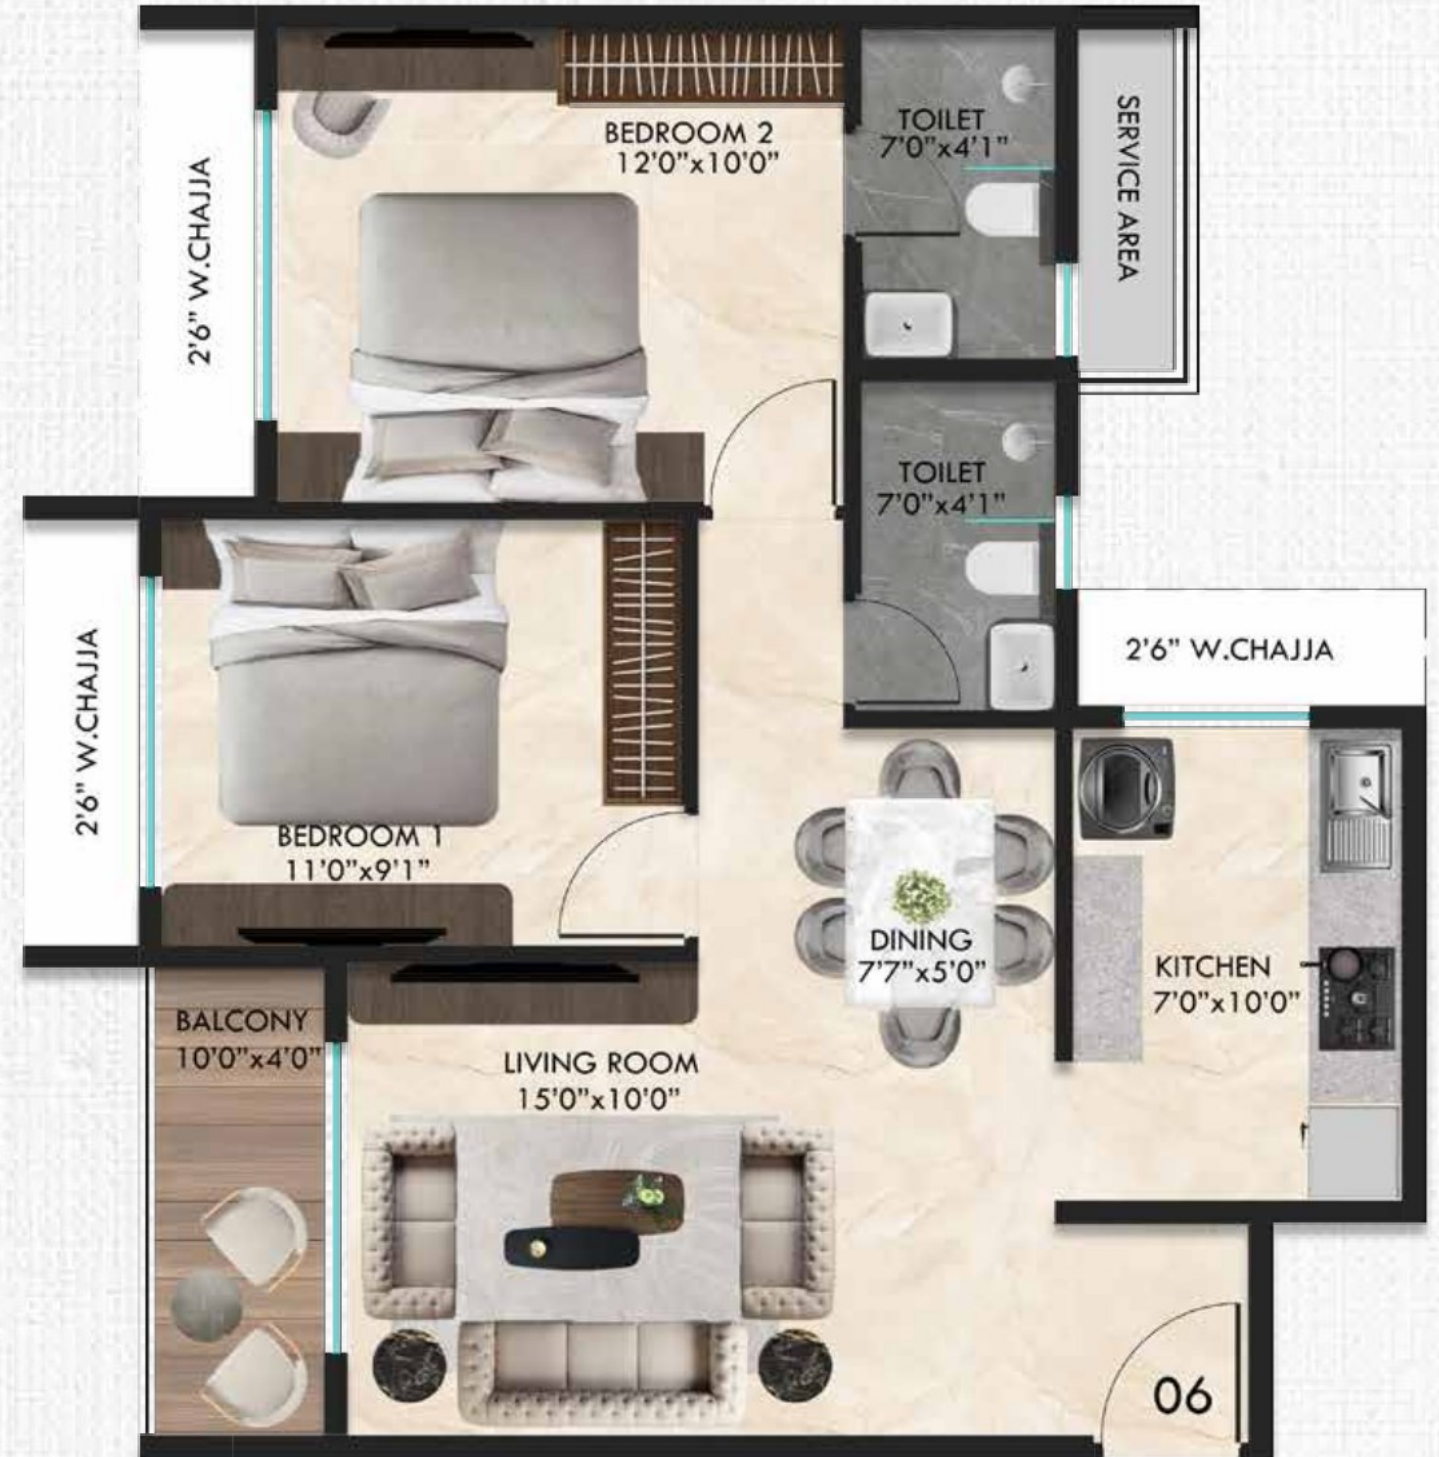 BEDROOM 2
12'0”x10'0”
TOILET
7'0”x4'1”
SERVICE AREA
2'6” W.CHAJJA
TOILET
7'0”x4'1”
2'6” W.CHAJJA
2'6” W.CHAJJA
BEDROOM 1
11'0”x9'1”
DINING
7'7”x5'0”
KITCHEN
7'0”x10'0”
BALCONY
10'0”x4'0”
LIVING ROOM
15'0”x10'0”
06